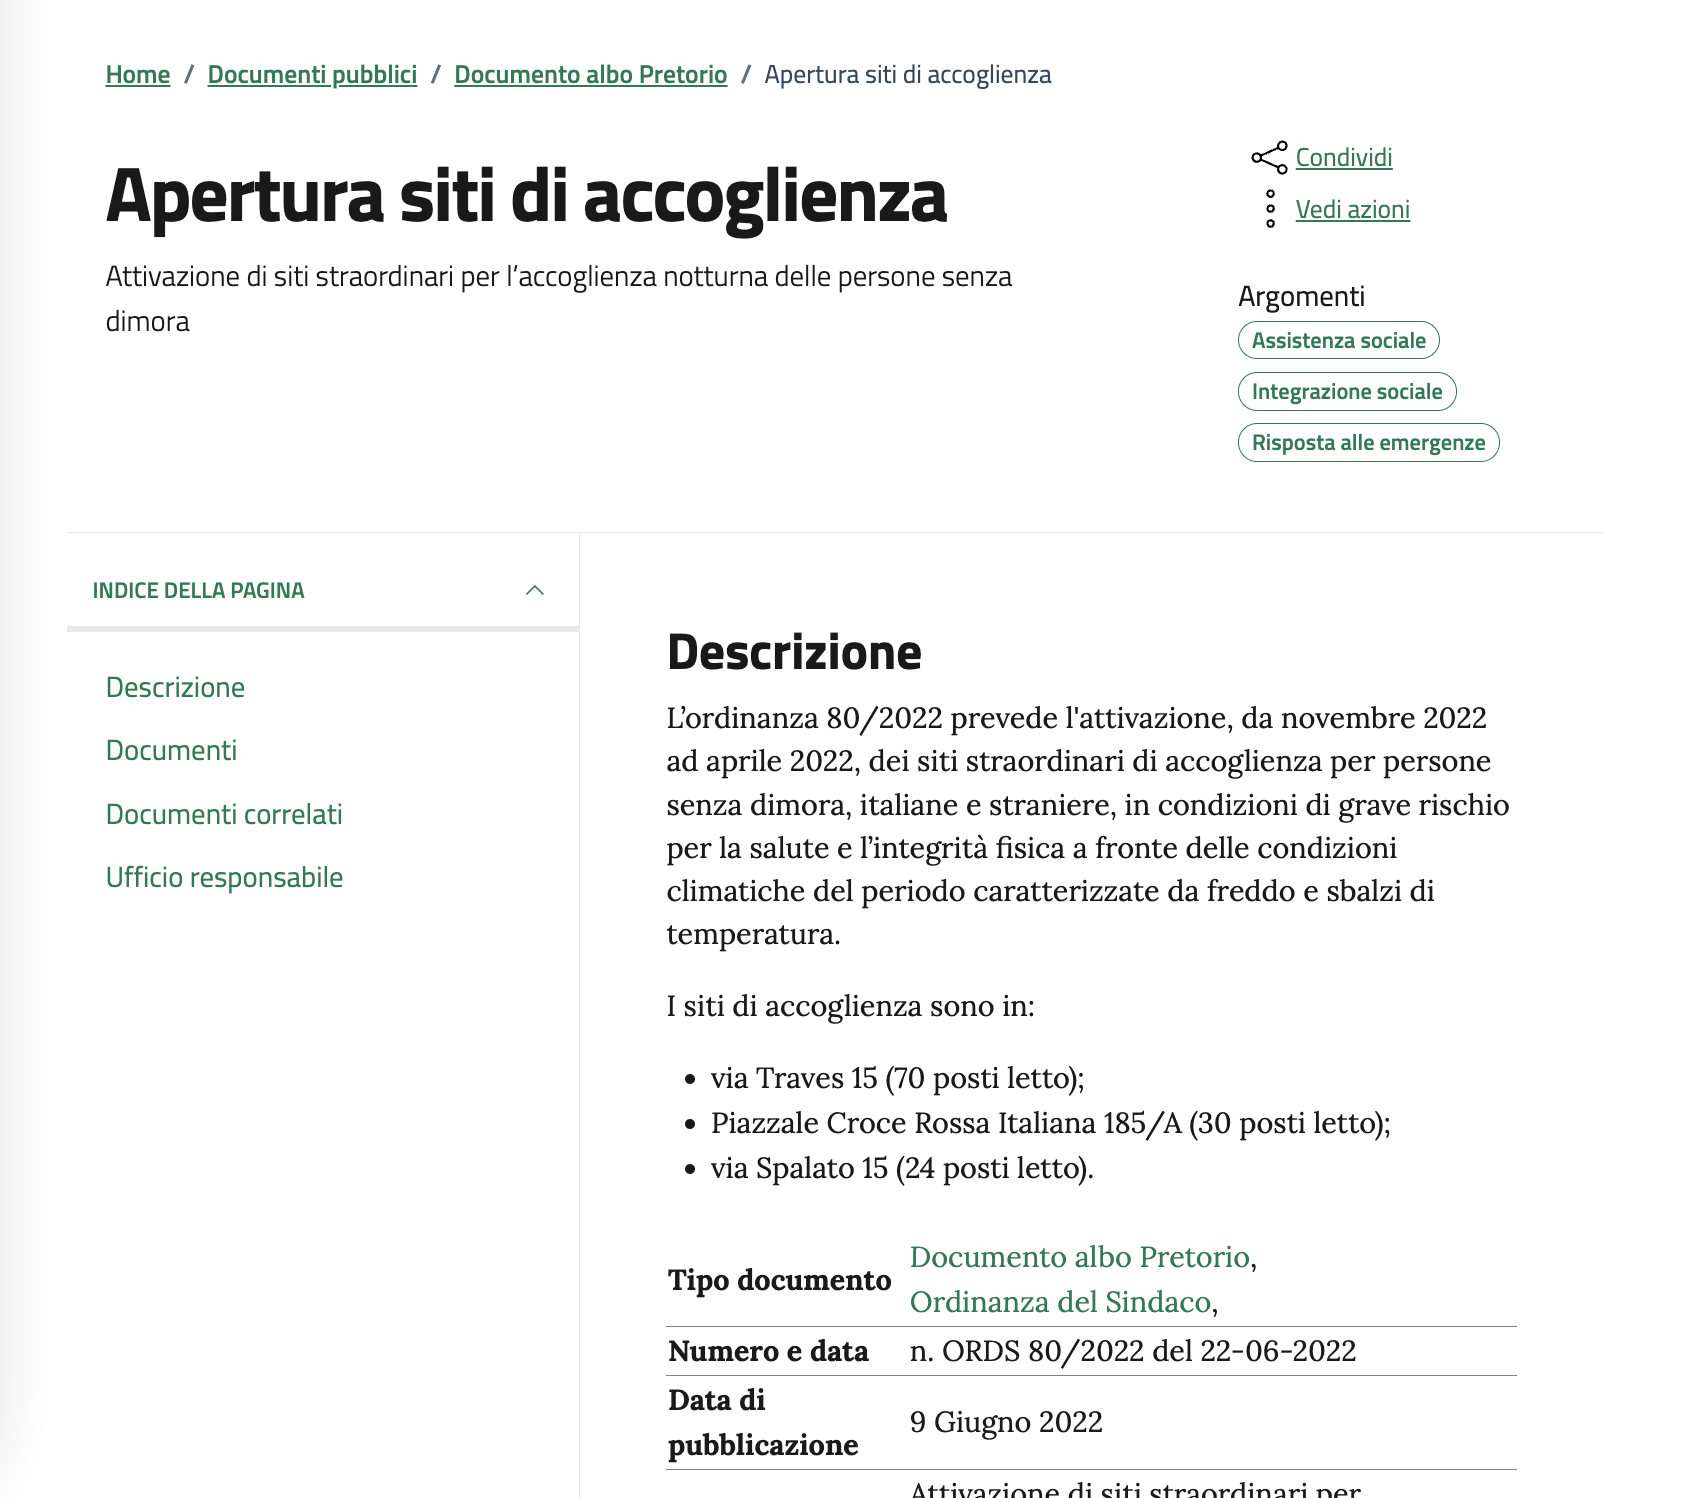 Home / Documenti pubblici / Documento albo Pretorio / Apertura siti di accoglienza
Apertura siti di accoglienza
Attivazione di siti straordinari per l’accoglienza notturna delle persone senza
dimora
Condividi
Vedi azioni
Argomenti
Assistenza sociale
Integrazione sociale
Risposta alle emergenze
INDICE DELLA PAGINA
Descrizione
Documenti
Documenti correlati
Ufficio responsabile
Descrizione
L’ordinanza 80/2022 prevede l'attivazione, da novembre 2022
ad aprile 2022, dei siti straordinari di accoglienza per persone
senza dimora, italiane e straniere, in condizioni di grave rischio
per la salute e l’integrità fisica a fronte delle condizioni
climatiche del periodo caratterizzate da freddo e sbalzi di
temperatura.
I siti di accoglienza sono in:
• via Traves 15 (70 posti letto);
• Piazzale Croce Rossa Italiana 185/A (30 posti letto);
• via Spalato 15 (24 posti letto).
Tipo documento
Documento albo Pretorio,
Ordinanza del Sindaco,
Numero e data
n. ORDS 80/2022 del 22-06-2022
Data di
pubblicazione
9 Giugno 2022
Attivazione di siti straordinari per